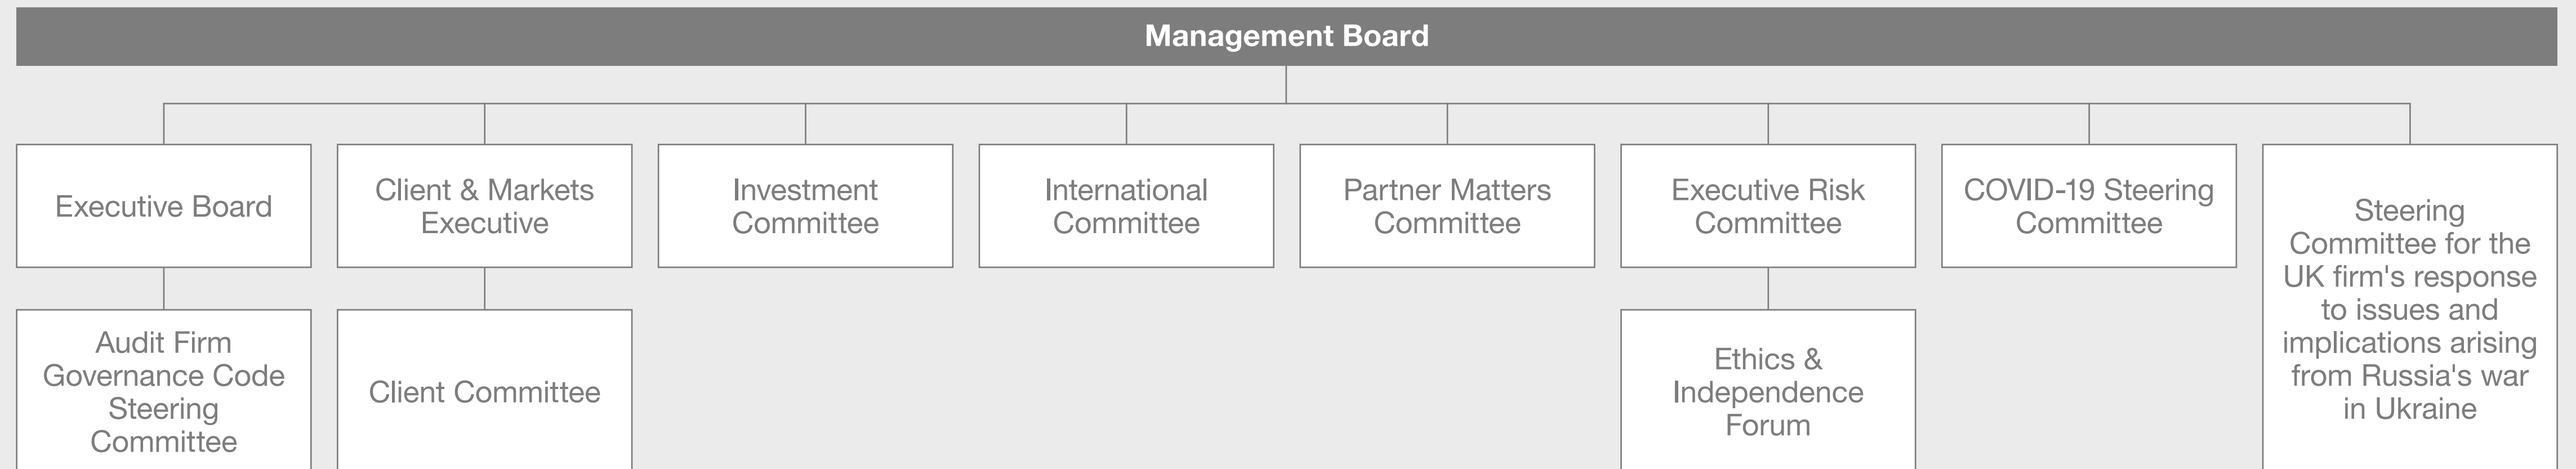 Management Board
Executive Board
Client & Markets
Executive
Investment
Committee
International
Committee
Partner Matters
Committee
Executive Risk
Committee
COVID-19 Steering
Committee
Steering
Committee for the
UK firm's response
to issues and
implications arising
from Russia's war
in Ukraine
Audit Firm
Governance Code
Steering
Committee
Client Committee
Ethics &
Independence
Forum